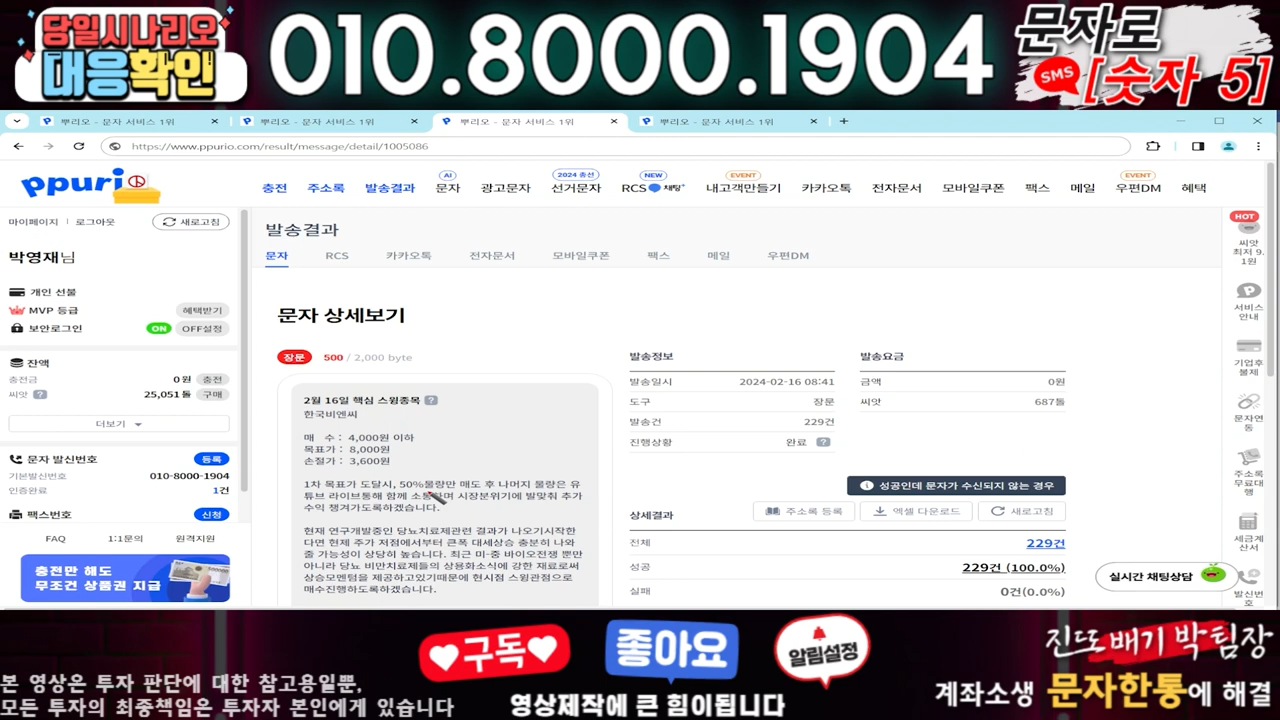 당일시나리오
대응확인
010.8000.1904
문자로
SMS
[숫자 5]
뿌리오 - 문자 서비스 1위
뿌리오 - 문자 서비스 1위
뿌리오 - 문자 서비스 1위
뿌리오 - 문자 서비스 1위
https://www.ppurio.com/result/message/detail/1005086
ppuri
충전
주소록
발송결과
AI
문자
광고문자
2024 총선
선거문자
NEW
RCS 채팅+
EVENT
내고객만들기
카카오톡
전자문서
모바일쿠폰
팩스
메일
EVENT
우편DM
혜택
마이페이지 | 로그아웃
새로고침
박영재님
개인 선불
MVP 등급
혜택받기
보안로그인
ON
OFF설정
잔액
충전금
0원
충전
씨앗 ?
25,051톨
구매
더보기
문자 발신번호
등록
기본발신번호
010-8000-1904
인증완료
1건
팩스번호
신청
FAQ
1:1문의
원격지원
충전만 해도
무조건 상품권 지급
발송결과
문자
RCS
카카오톡
전자문서
모바일쿠폰
팩스
메일
우편DM
문자 상세보기
장문
500 / 2,000 byte
2월 16일 핵심 스윙종목 ?
한국비엔씨
매 수 : 4,000원 이하
목표가 : 8,000원
손절가 : 3,600원
1차 목표가 도달시, 50%물량만 매도 후 나머지 물량은 유
튜브 라이브통해 함께 소통하며 시장분위기에 발맞춰 추가
수익 챙겨가도록하겠습니다.
현재 연구개발중인 당뇨치료제관련 결과가 나오기시작한
다면 현재 주가 저점에서부터 큰폭 대세상승 충분히 나와
줄 가능성이 상당히 높습니다. 최근 미·중 바이오전쟁 뿐만
아니라 당뇨 비만치료제들의 상용화소식에 강한 재료로써
상승모멘텀을 제공하고있기때문에 현시점 스윙관점으로
매수진행하도록하겠습니다.
발송정보
발송일시
2024-02-16 08:41
도구
장문
발송건
229건
진행상황
완료 ?
발송요금
금액
0원
씨앗
687톨
성공인데 문자가 수신되지 않는 경우
상세결과
주소록 등록
엑셀 다운로드
새로고침
전체
229건
성공
229건 (100.0%)
실패
0건(0.0%)
HOT
씨앗
최저 9.
1원
서비스
안내
기업후
불제
문자연
동
주소록
무료대
행
세금계
산서
발신번
호
실시간 채팅상담
구독
좋아요
알림설정
영상제작에 큰 힘이됩니다
본 영상은 투자 판단에 대한 참고용일뿐,
모든 투자의 최종책임은 투자자 본인에게 있습니다
진또배기 박팀장
계좌소생 문자한통에 해결